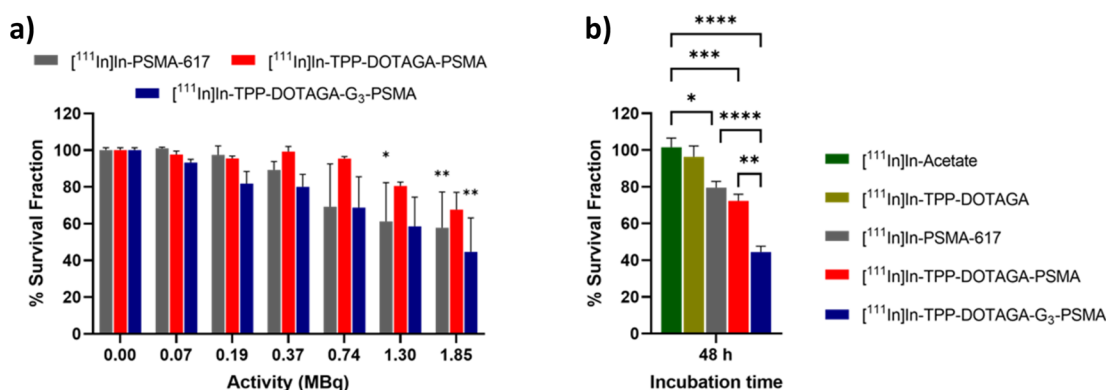 a)
[¹¹¹In]In-PSMA-617 [¹¹¹In]In-TPP-DOTAGA-PSMA
[¹¹¹In]In-TPP-DOTAGA-G₃-PSMA
% Survival Fraction
120
100
80
60
40
20
0
*
**
**
0.00 0.07 0.19 0.37 0.74 1.30 1.85
Activity (MBq)
b)
% Survival Fraction
120
100
80
60
40
20
0
****
***
* ****
**
48 h
Incubation time
[¹¹¹In]In-Acetate
[¹¹¹In]In-TPP-DOTAGA
[¹¹¹In]In-PSMA-617
[¹¹¹In]In-TPP-DOTAGA-PSMA
[¹¹¹In]In-TPP-DOTAGA-G₃-PSMA